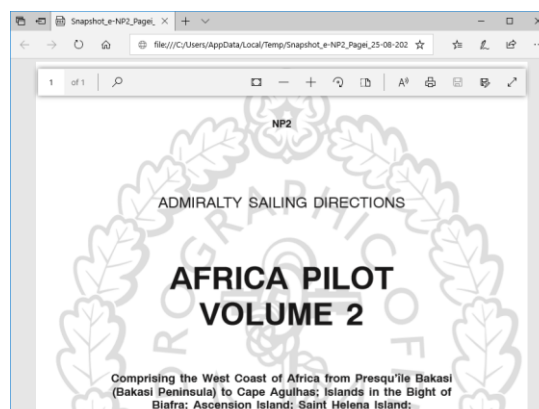 Snapshot_e-NP2_Pagei_
file:///C:/Users/AppData/Local/Temp/Snapshot_e-NP2_Pagei_25-08-202
1 of 1
NP2
ADMIRALTY SAILING DIRECTIONS
AFRICA PILOT
VOLUME 2
Comprising the West Coast of Africa from Presqu'île Bakasi
(Bakasi Peninsula) to Cape Agulhas; Islands in the Bight of
Biafra; Ascension Island; Saint Helena Island;